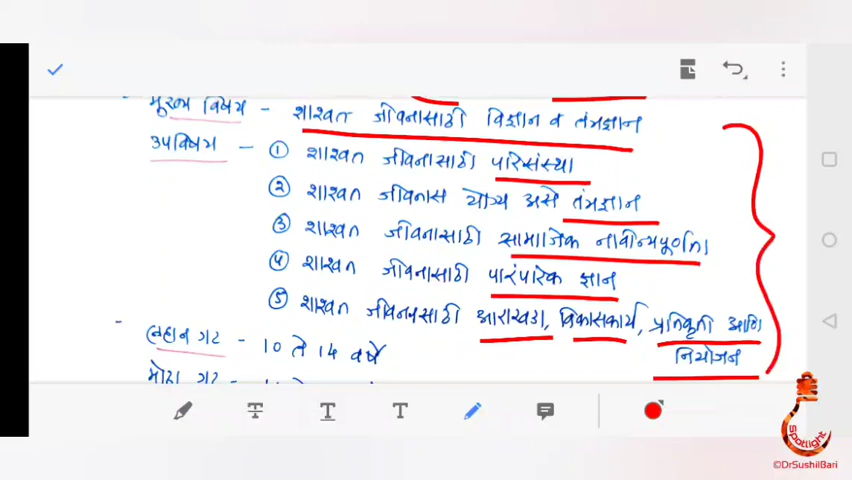 मुख्य विषय - शाश्वत जीवनासाठी विज्ञान व तंत्रज्ञान
उपविषय - ① शाश्वत जीवनासाठी परिसंस्था
② शाश्वत जीवनास योग्य असे तंत्रज्ञान
③ शाश्वत जीवनासाठी सामाजिक नाविन्यपूर्णता
④ शाश्वत जीवनासाठी पारंपारिक ज्ञान
⑤ शाश्वत जीवनासाठी आराखडा, विकासकार्य, प्रतिकृती आणि
नियोजन
- लहान गट - 10 ते 14 वर्षे
मोठा गट -
Spotlight
©DrSushilBari